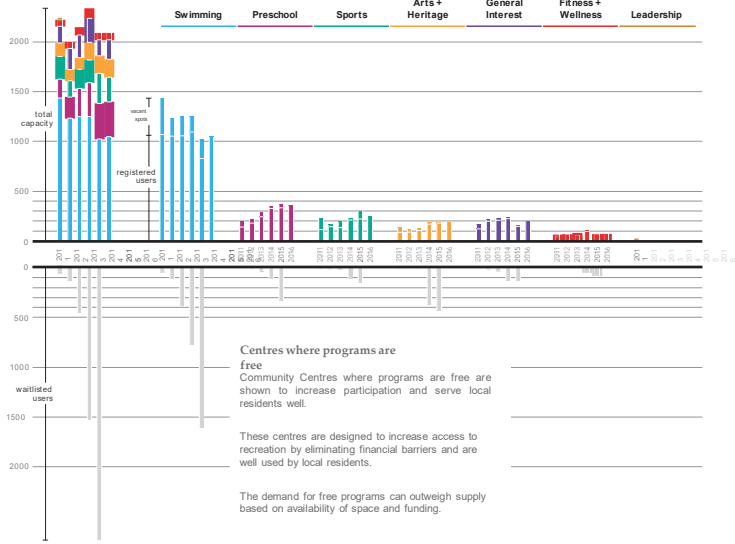 Swimming
Preschool
Sports
Arts +
Heritage
General
Interest
Fitness +
Wellness
Leadership
2000
1500
total
capacity
vacant
spots
1000
registered
users
500
0
2011
2012
2013
2014
2015
2016
0
500
1000
waitlisted
users
1500
2000
Centres where programs are
free
Community Centres where programs are free are
shown to increase participation and serve local
residents well.
These centres are designed to increase access to
recreation by eliminating financial barriers and are
well used by local residents.
The demand for free programs can outweigh supply
based on availability of space and funding.